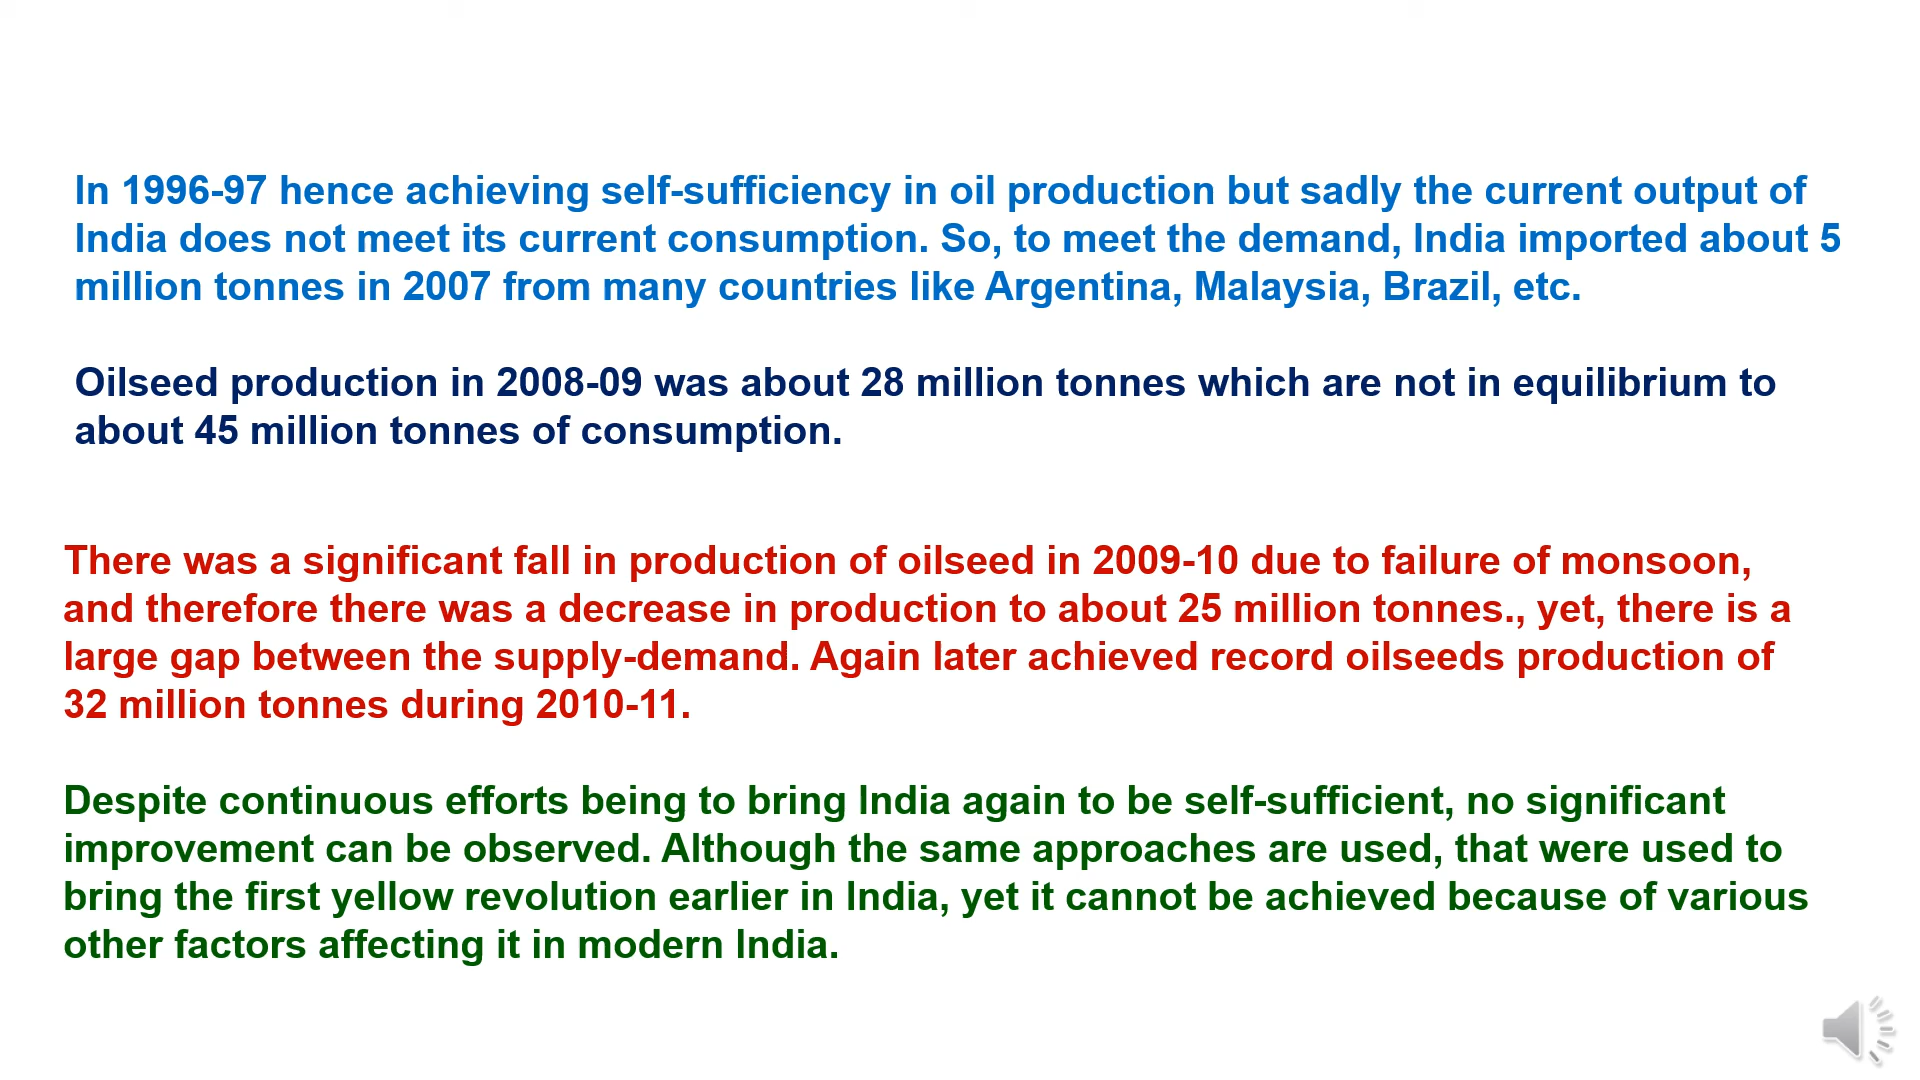 In 1996-97 hence achieving self-sufficiency in oil production but sadly the current output of
India does not meet its current consumption. So, to meet the demand, India imported about 5
million tonnes in 2007 from many countries like Argentina, Malaysia, Brazil, etc.
Oilseed production in 2008-09 was about 28 million tonnes which are not in equilibrium to
about 45 million tonnes of consumption.
There was a significant fall in production of oilseed in 2009-10 due to failure of monsoon,
and therefore there was a decrease in production to about 25 million tonnes., yet, there is a
large gap between the supply-demand. Again later achieved record oilseeds production of
32 million tonnes during 2010-11.
Despite continuous efforts being to bring India again to be self-sufficient, no significant
improvement can be observed. Although the same approaches are used, that were used to
bring the first yellow revolution earlier in India, yet it cannot be achieved because of various
other factors affecting it in modern India.